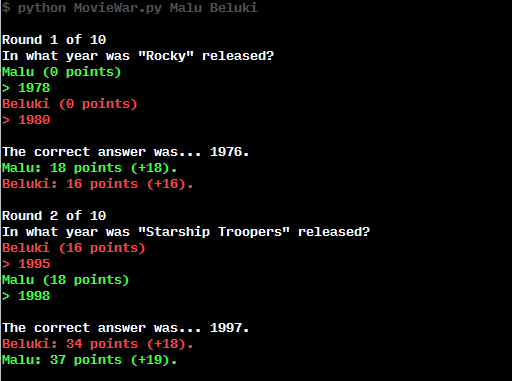 $ python MovieWar.py Malu Beluki
Round 1 of 10
In what year was "Rocky" released?
Malu (0 points)
> 1978
Beluki (0 points)
> 1980
The correct answer was... 1976.
Malu: 18 points (+18).
Beluki: 16 points (+16).
Round 2 of 10
In what year was "Starship Troopers" released?
Beluki (16 points)
> 1995
Malu (18 points)
> 1998
The correct answer was... 1997.
Beluki: 34 points (+18).
Malu: 37 points (+19).